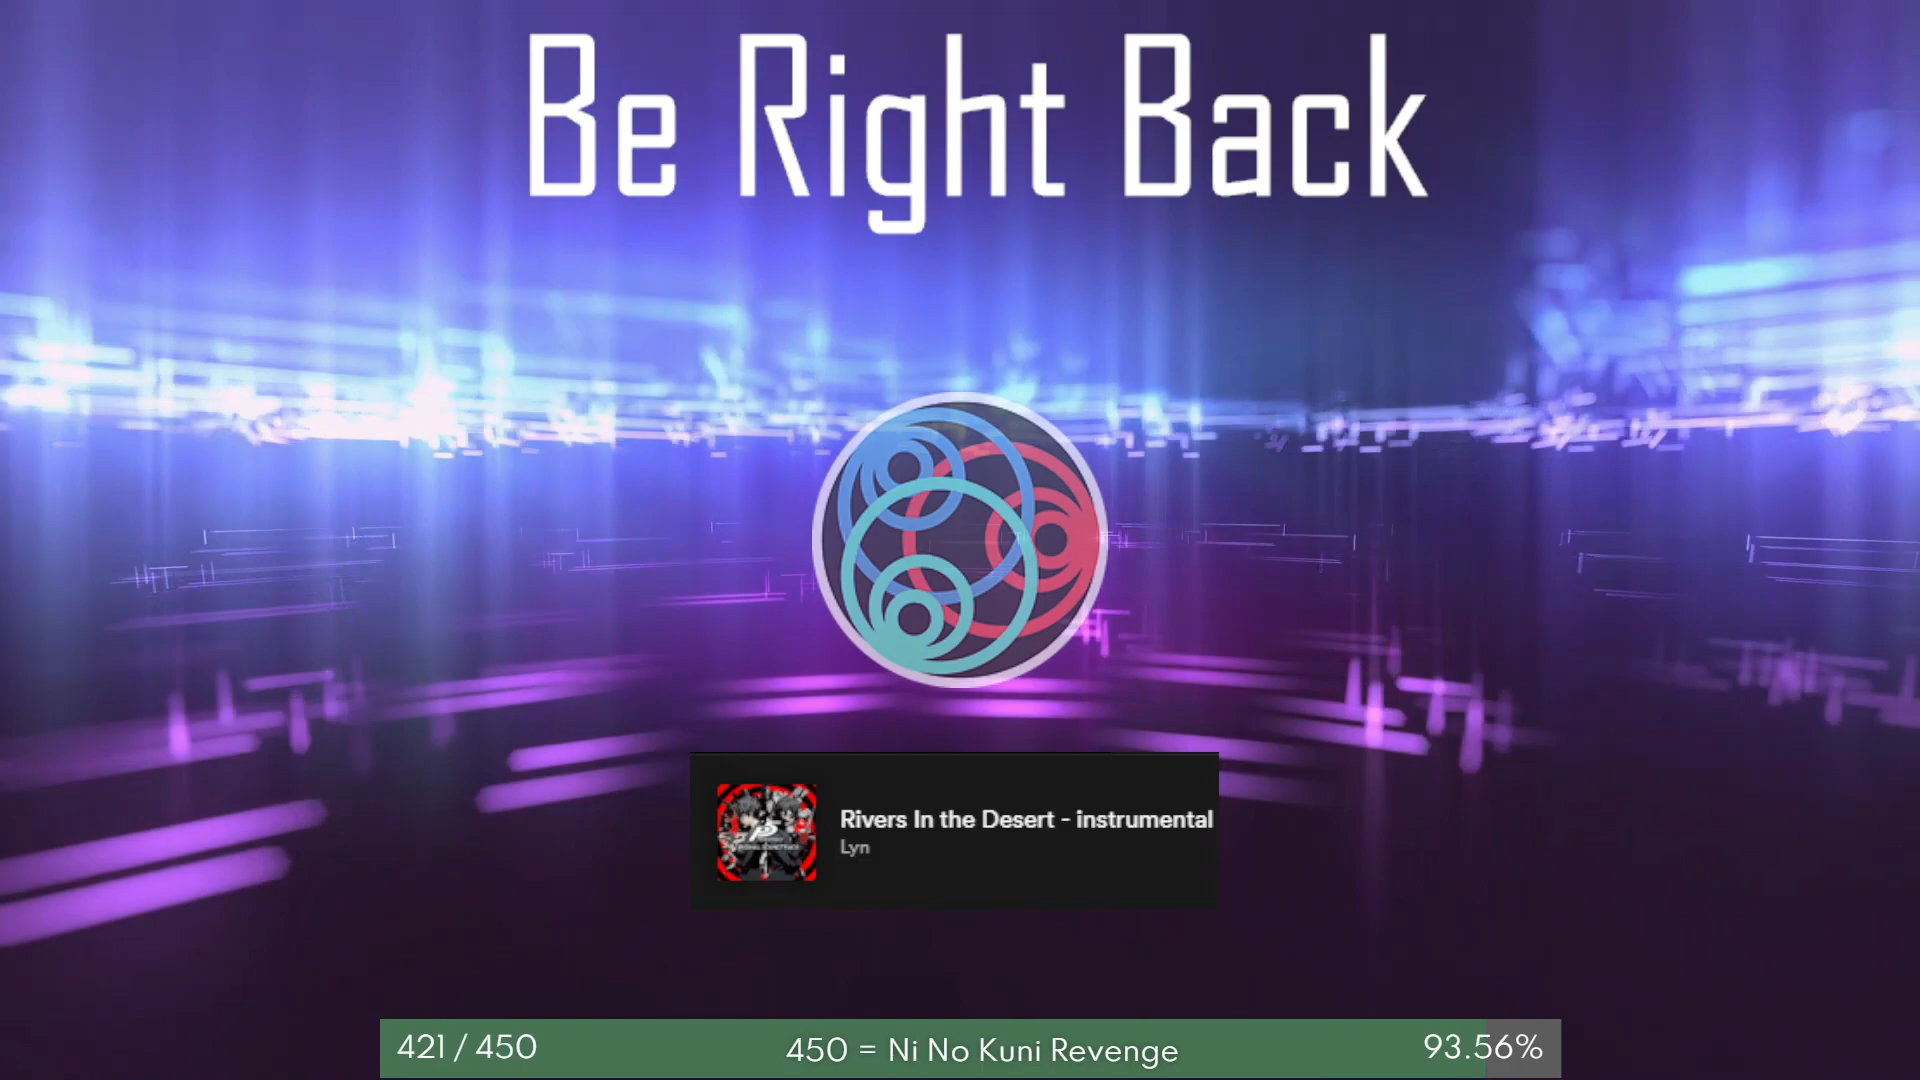 Be Right Back
Rivers In the Desert - instrumental
Lyn
421 / 450
450 = Ni No Kuni Revenge
93.56%